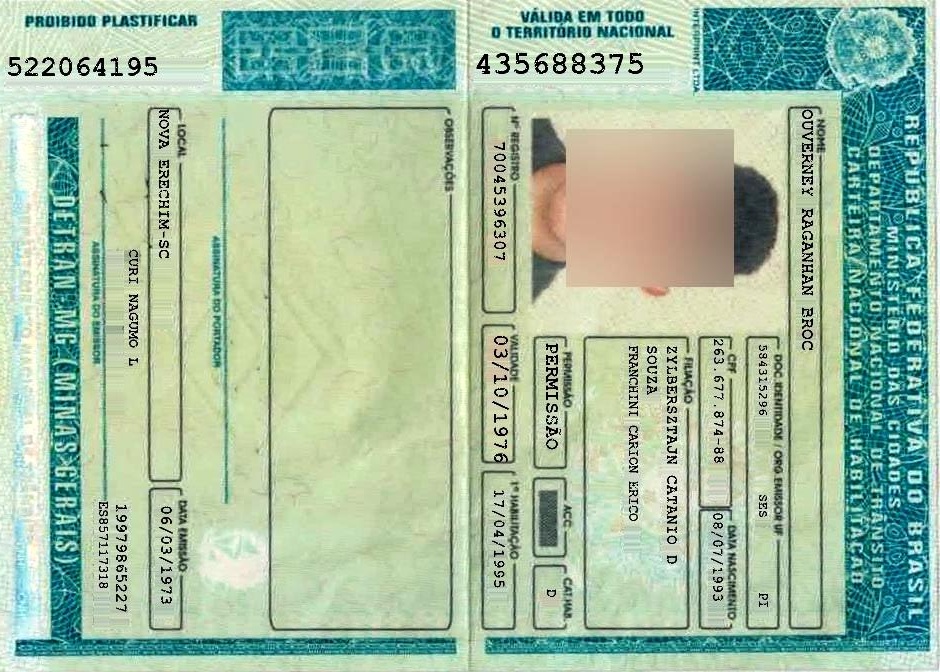 PROIBIDO PLASTIFICAR
522064195
VÁLIDA EM TODO
O TERRITÓRIO NACIONAL
435688375
REPÚBLICA FEDERATIVA DO BRASIL
MINISTÉRIO DAS CIDADES
DEPARTAMENTO NACIONAL DE TRÂNSITO
CARTEIRA NACIONAL DE HABILITAÇÃO
NOME
OUVERNEY RAGANHAN BROC
DOC. IDENTIDADE / ORG EMISSOR UF
584315296 SES PI
CPF
263.677.874-88
DATA NASCIMENTO
08/07/1993
FILIAÇÃO
ZYLBERSZTAJN CATANIO D
SOUZA
FRANCHINI CARION ERICO
PERMISSÃO
PERMISSÃO
ACC
CAT.HAB.
D
Nº REGISTRO
70045396307
VALIDADE
03/10/1976
1ª HABILITAÇÃO
17/04/1995
OBSERVAÇÕES
ASSINATURA DO PORTADOR
LOCAL
NOVA ERECHIM-SC
DATA EMISSÃO
06/03/1973
CURI NAGUMO L
ASSINATURA DO EMISSOR
19979865227
ES857117318
DETRAN-MG (MINAS GERAIS)